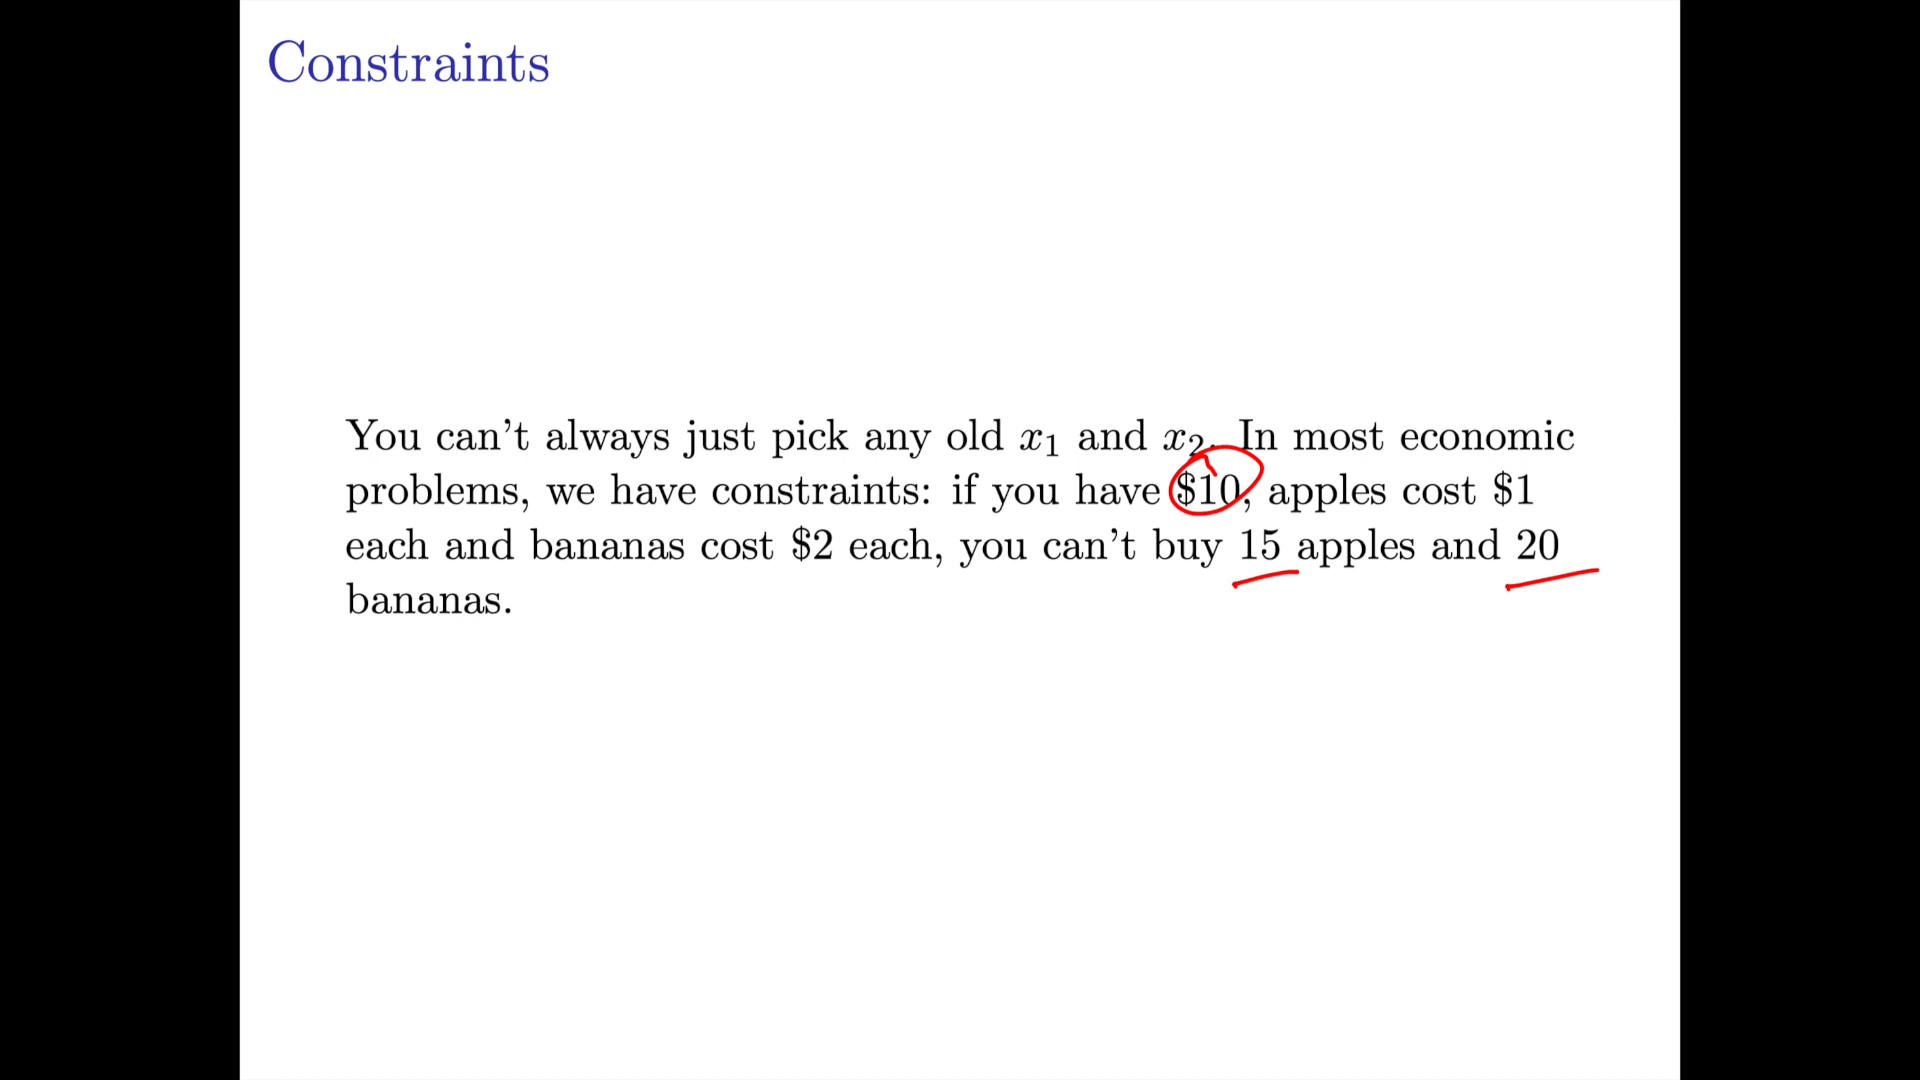 Constraints
You can't always just pick any old x₁ and x₂. In most economic
problems, we have constraints: if you have $10, apples cost $1
each and bananas cost $2 each, you can't buy 15 apples and 20
bananas.